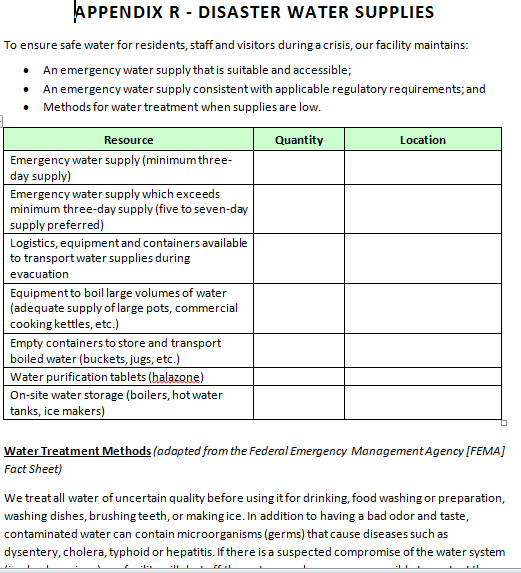 APPENDIX R - DISASTER WATER SUPPLIES
To ensure safe water for residents, staff and visitors during a crisis, our facility maintains:
• An emergency water supply that is suitable and accessible;
• An emergency water supply consistent with applicable regulatory requirements; and
• Methods for water treatment when supplies are low.
Resource Quantity Location
Emergency water supply (minimum three-
day supply)
Emergency water supply which exceeds
minimum three-day supply (five to seven-day
supply preferred)
Logistics, equipment and containers available
to transport water supplies during
evacuation
Equipment to boil large volumes of water
(adequate supply of large pots, commercial
cooking kettles, etc.)
Empty containers to store and transport
boiled water (buckets, jugs, etc.)
Water purification tablets (halazone)
On-site water storage (boilers, hot water
tanks, ice makers)
Water Treatment Methods (adapted from the Federal Emergency Management Agency [FEMA]
Fact Sheet)
We treat all water of uncertain quality before using it for drinking, food washing or preparation,
washing dishes, brushing teeth, or making ice. In addition to having a bad odor and taste,
contaminated water can contain microorganisms (germs) that cause diseases such as
dysentery, cholera, typhoid or hepatitis. If there is a suspected compromise of the water system